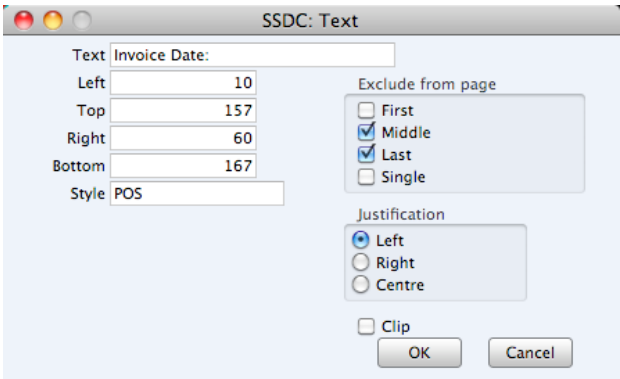 SSDC: Text
Text Invoice Date:
Left 10
Top 157
Right 60
Bottom 167
Style POS
Exclude from page
First
Middle
Last
Single
Justification
Left
Right
Centre
Clip
OK Cancel